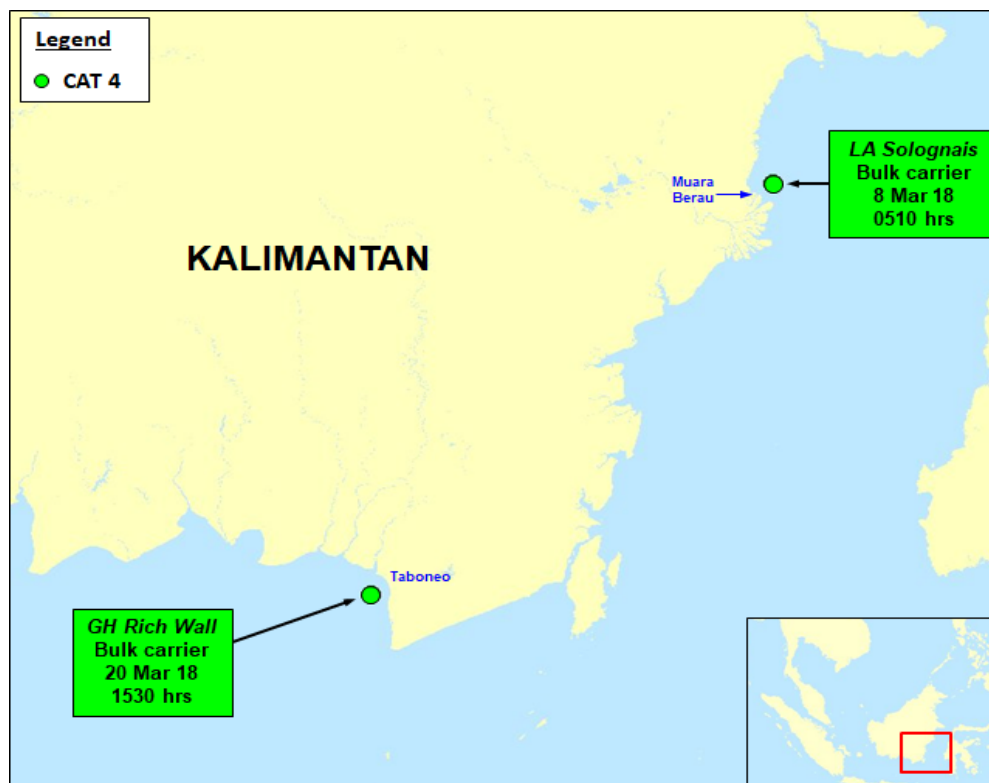 Legend
CAT 4
LA Solognais
Bulk carrier
8 Mar 18
0510 hrs
Muara
Berau
KALIMANTAN
Taboneo
GH Rich Wall
Bulk carrier
20 Mar 18
1530 hrs